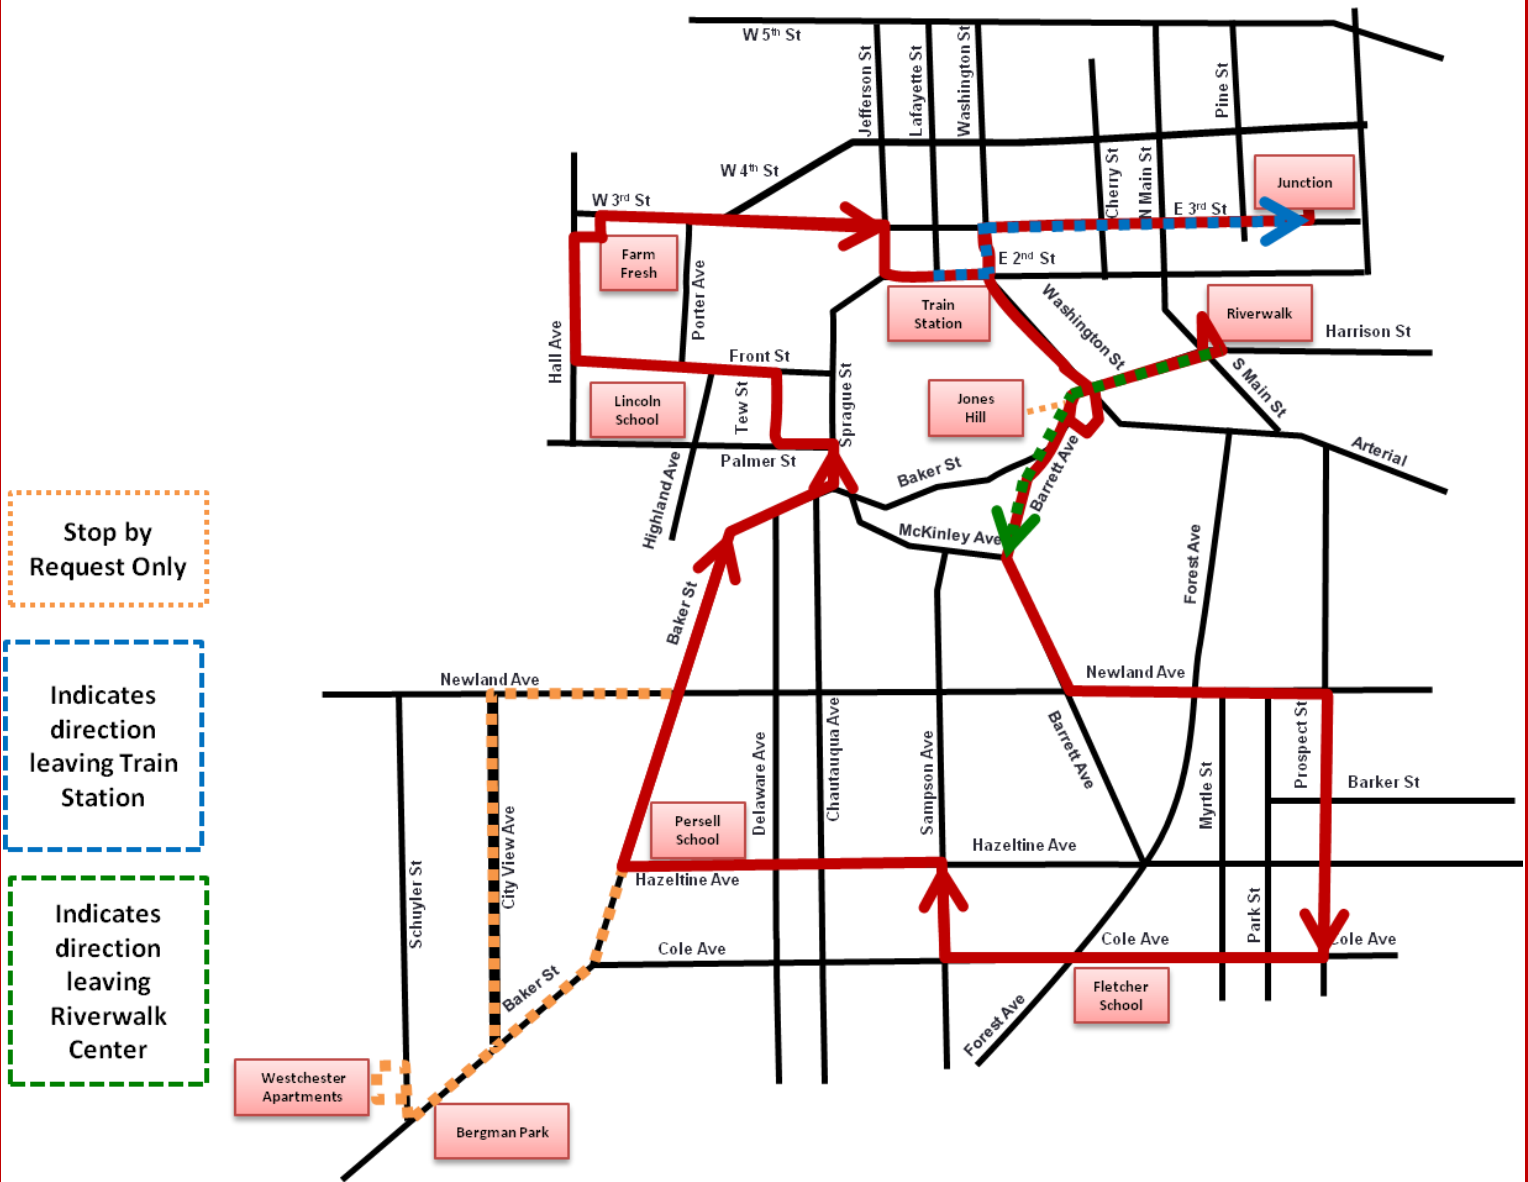 W 5th St
Jefferson St
Lafayette St
Washington St
Pine St
W 4th St
Cherry St
N Main St
Junction
W 3rd St
E 3rd St
Farm
Fresh
E 2nd St
Porter Ave
Train
Station
Washington St
Riverwalk
Harrison St
Hall Ave
Front St
Sprague St
S Main St
Lincoln
School
Tew St
Jones
Hill
Palmer St
Highland Ave
Baker St
Barrett Ave
Arterial
Stop by
Request Only
McKinley Ave
Forest Ave
Baker St
Indicates
direction
leaving Train
Station
Newland Ave
Newland Ave
Delaware Ave
Chautauqua Ave
Sampson Ave
Barrett Ave
Myrtle St
Prospect St
Barker St
City View Ave
Persell
School
Hazeltine Ave
Hazeltine Ave
Schuyler St
Park St
Indicates
direction
leaving
Riverwalk
Center
Cole Ave
Cole Ave
Cole Ave
Baker St
Fletcher
School
Forest Ave
Westchester
Apartments
Bergman Park